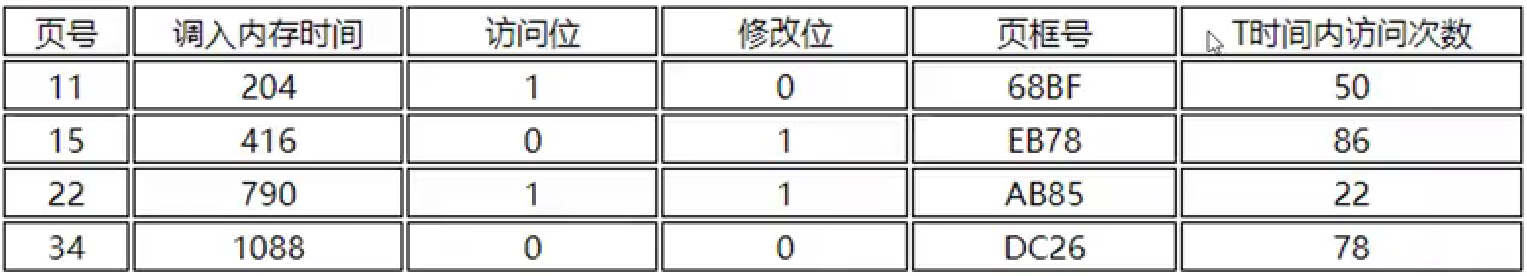 页号 调入内存时间 访问位 修改位 页框号 T时间内访问次数
11 204 1 0 68BF 50
15 416 0 1 EB78 86
22 790 1 1 AB85 22
34 1088 0 0 DC26 78